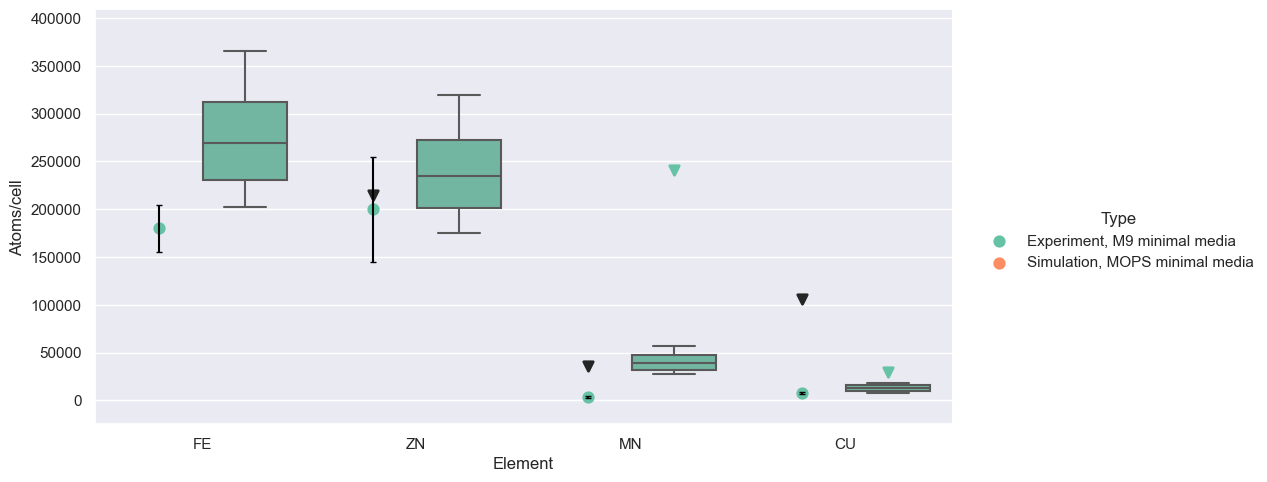 400000
350000
300000
250000
200000
150000
100000
50000
0
Atoms/cell
FE ZN MN CU
Element
Type
Experiment, M9 minimal media
Simulation, MOPS minimal media